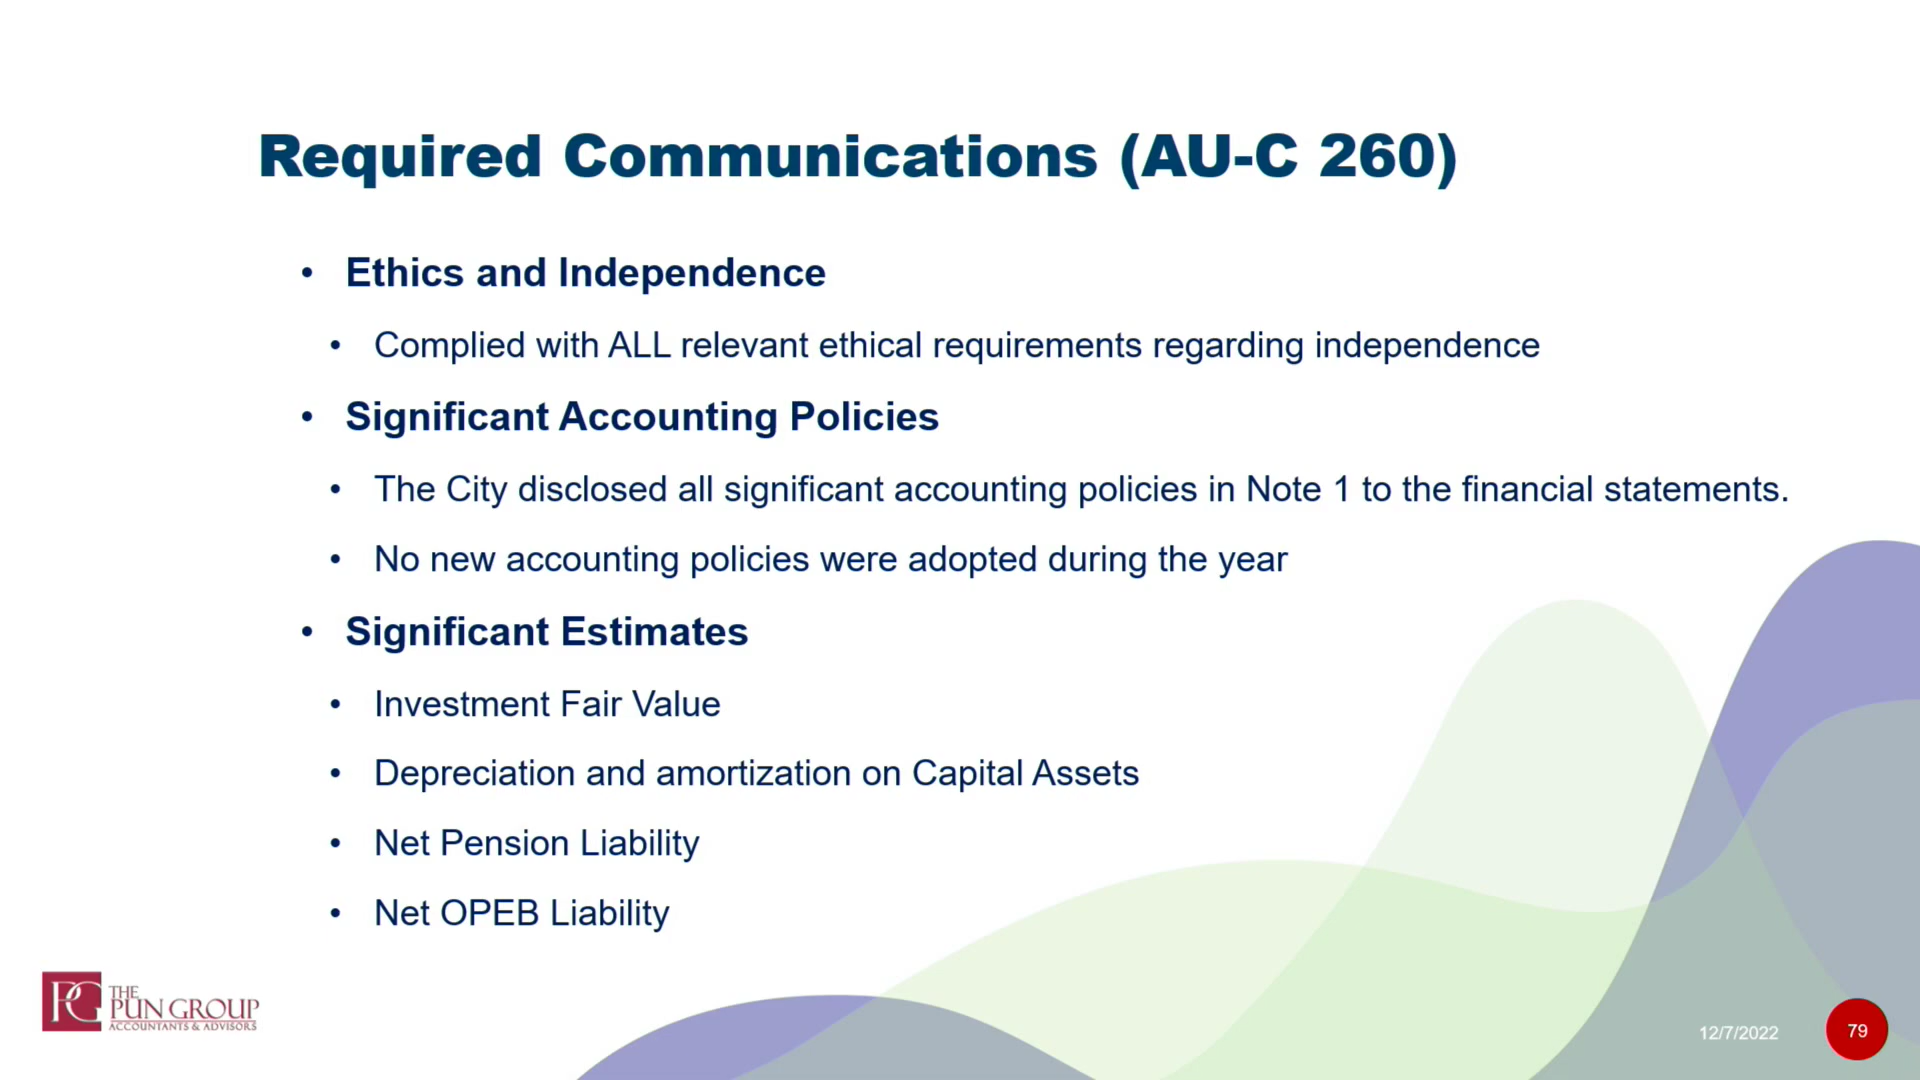 Required Communications (AU-C 260)
• Ethics and Independence
• Complied with ALL relevant ethical requirements regarding independence
• Significant Accounting Policies
• The City disclosed all significant accounting policies in Note 1 to the financial statements.
• No new accounting policies were adopted during the year
• Significant Estimates
• Investment Fair Value
• Depreciation and amortization on Capital Assets
• Net Pension Liability
• Net OPEB Liability
PG
THE
PUN GROUP
ACCOUNTANTS & ADVISORS
12/7/2022
79